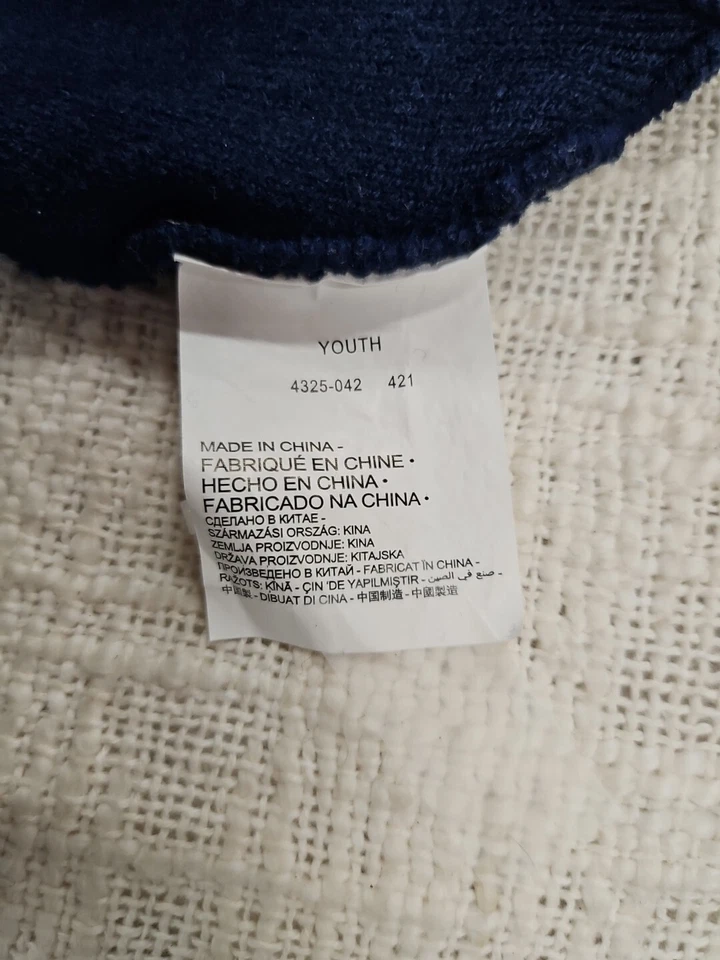 YOUTH
4325-042 421
MADE IN CHINA -
FABRIQUÉ EN CHINE •
HECHO EN CHINA •
FABRICADO NA CHINA •
СДЕЛАНО В КИТАЕ -
SZÁRMAZÁSI ORSZÁG: KINA
ZEMLJA PROIZVODNJE: KINA
DRŽAVA PROIZVODNJE: KITAJSKA
ПРОИЗВЕДЕНО В КИТАЙ - FABRICAT ÎN CHINA -
RAŽOTS: ĶĪNĀ - ÇIN 'DE YAPILMIŞTIR - صنع في الصين -
中国製 - DIBUAT DI CINA - 中国制造 - 中國製造